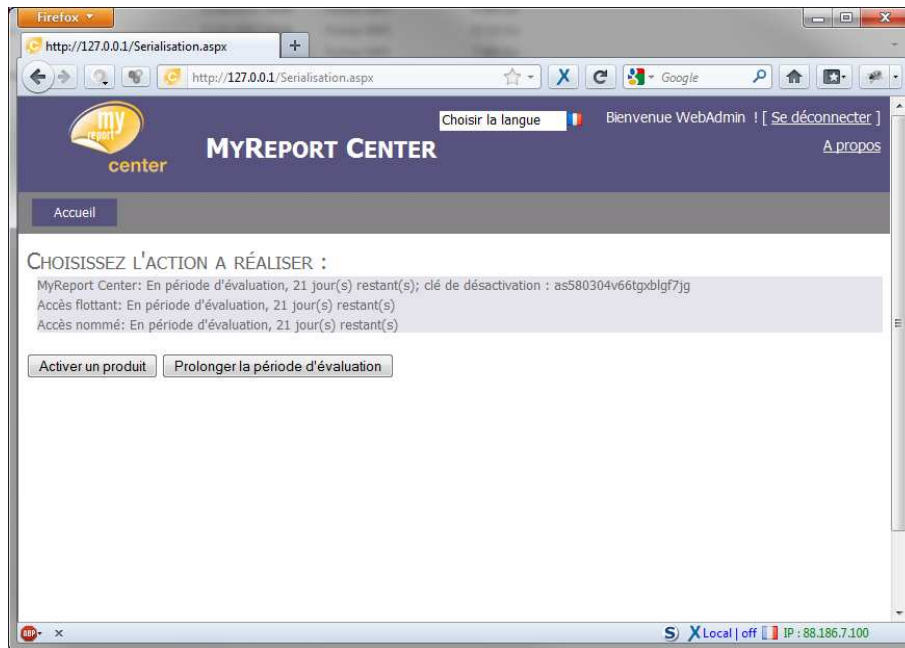 Firefox
http://127.0.0.1/Serialisation.aspx
http://127.0.0.1/Serialisation.aspx
Google
my
report
center
MYREPORT CENTER
Choisir la langue
Bienvenue WebAdmin ! [ Se déconnecter ]
A propos
Accueil
CHOISISSEZ L'ACTION A RÉALISER :
MyReport Center: En période d'évaluation, 21 jour(s) restant(s); clé de désactivation : as580304v66tgxblgf7jg
Accès flottant: En période d'évaluation, 21 jour(s) restant(s)
Accès nommé: En période d'évaluation, 21 jour(s) restant(s)
Activer un produit
Prolonger la période d'évaluation
ABP
S X Local | off IP : 88.186.7.100